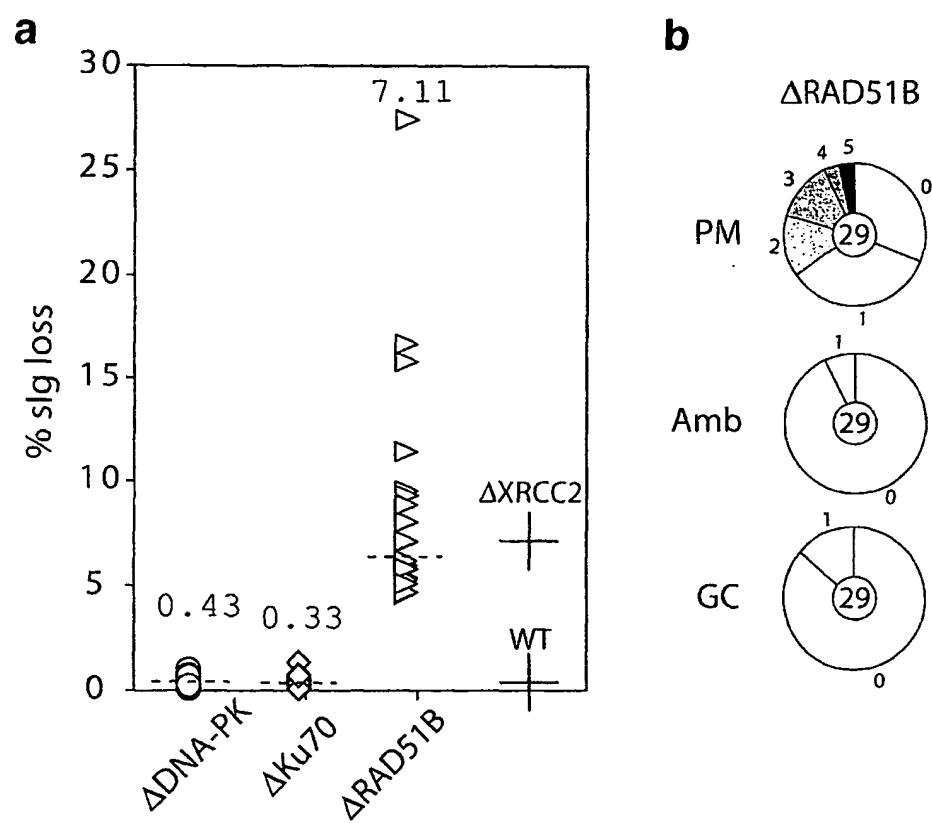 a
30
25
20
15
10
5
0
% sIg loss
7.11
0.43
0.33
ΔXRCC2
WT
ΔDNA-PK
ΔKu70
ΔRAD51B
b
ΔRAD51B
PM
5
4
3
2
1
0
29
Amb
1
29
0
GC
1
29
0